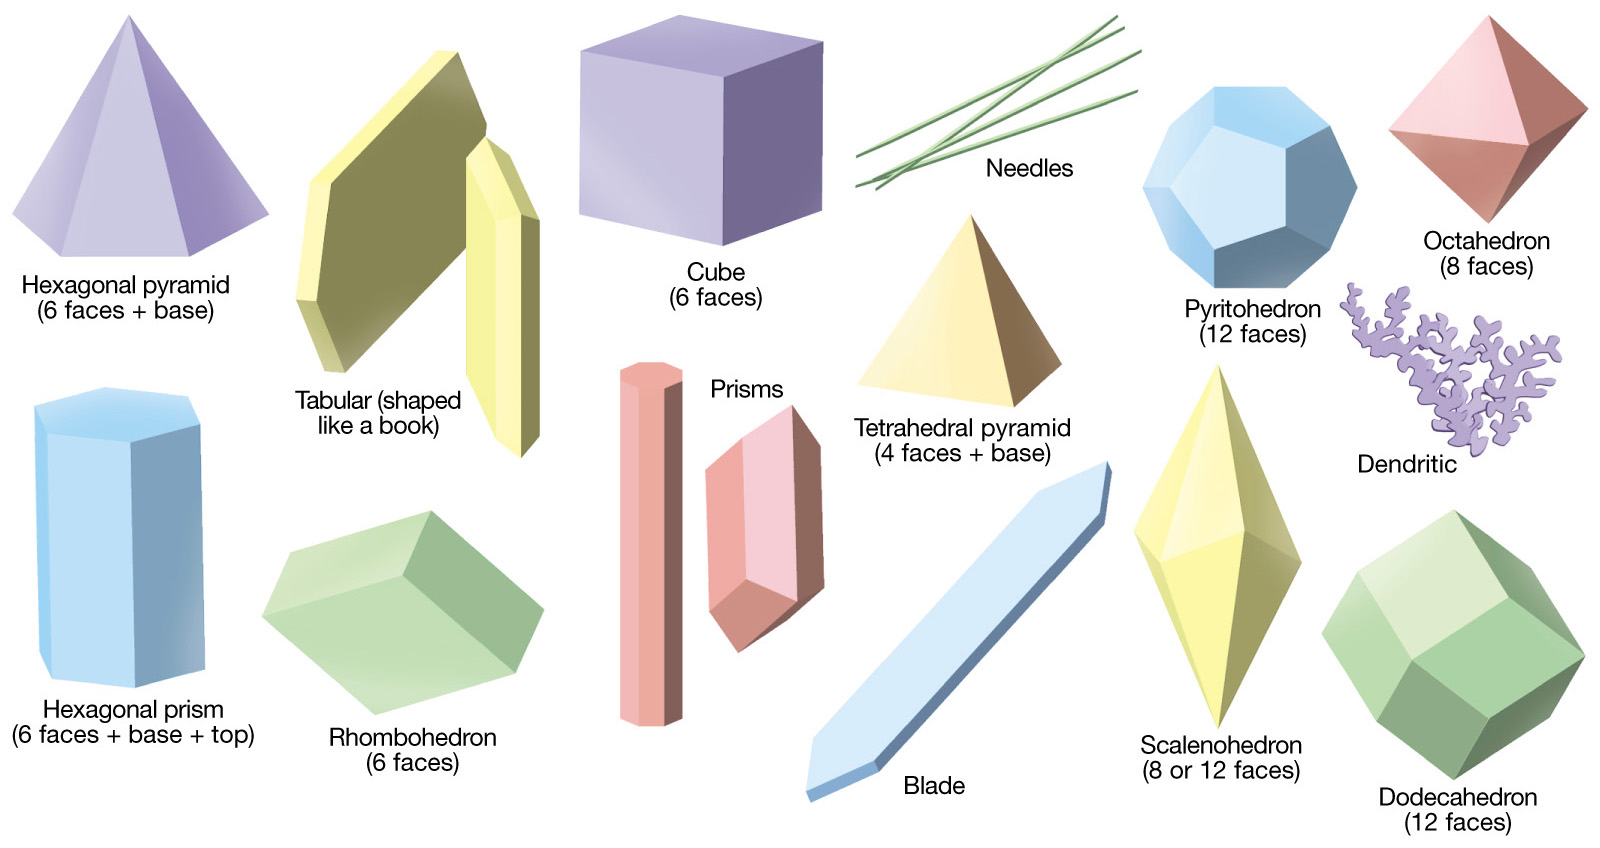 Hexagonal pyramid
(6 faces + base)
Tabular (shaped
like a book)
Cube
(6 faces)
Needles
Pyritohedron
(12 faces)
Octahedron
(8 faces)
Hexagonal prism
(6 faces + base + top)
Rhombohedron
(6 faces)
Prisms
Tetrahedral pyramid
(4 faces + base)
Blade
Scalenohedron
(8 or 12 faces)
Dendritic
Dodecahedron
(12 faces)